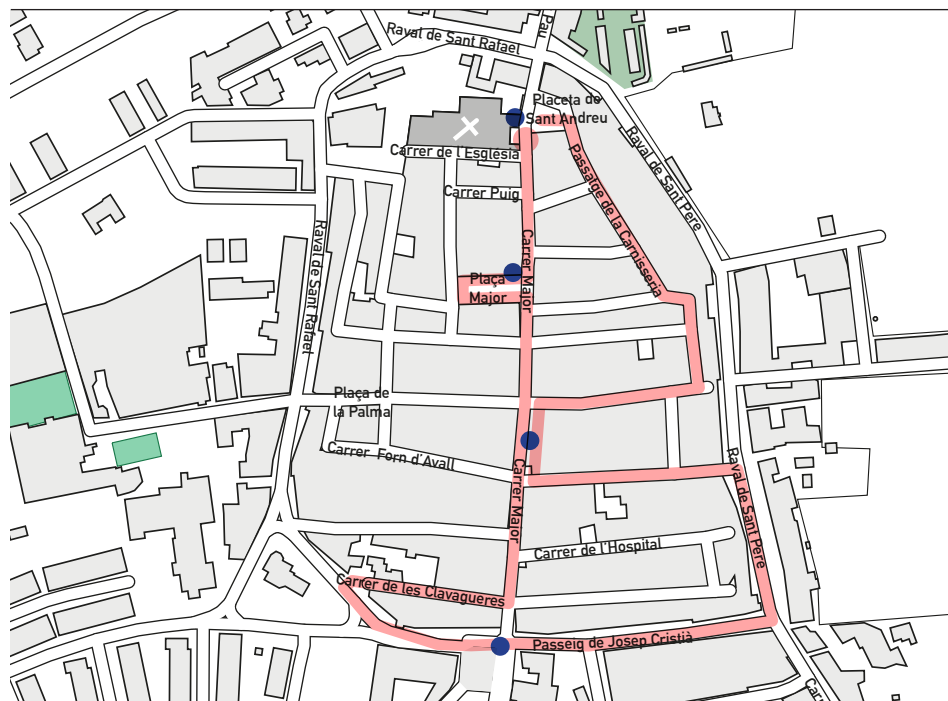 Pau
Raval de Sant Rafael
Placeta de
Sant Andreu
Carrer de l'Esglesia
Raval de Sant Pere
Passatge de la Carnisseria
Carrer Puig
Raval de Sant Rafael
Carrer Major
Plaça
Major
Plaça de
la Palma
Carrer Forn d'Avall
Carrer Major
Raval de Sant Pere
Carrer de l'Hospital
Carrer de les Clavagueres
Passeig de Josep Cristià